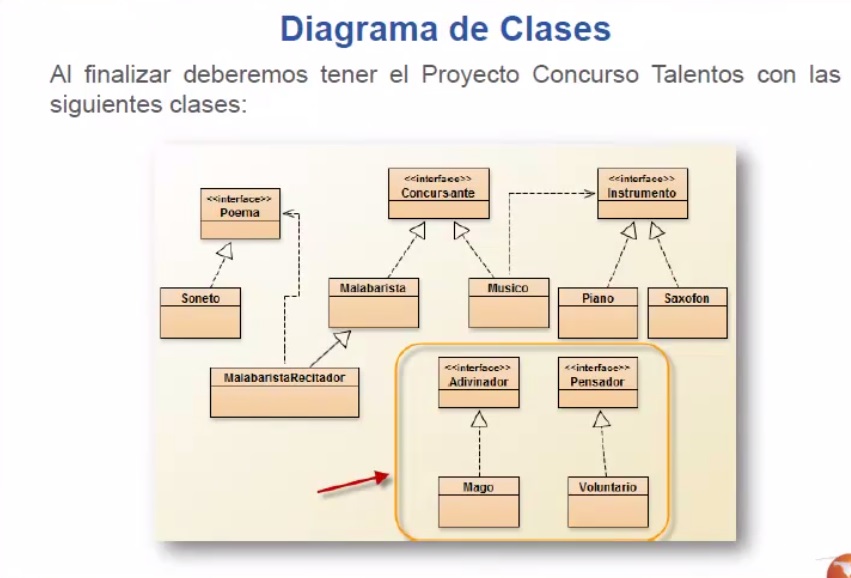 Diagrama de Clases
Al finalizar deberemos tener el Proyecto Concurso Talentos con las
siguientes clases:
<<interface>>
Concursante
<<interface>>
Instrumento
<<interface>>
Poema
Soneto
Malabarista
Musico
Piano
Saxofon
MalabaristaRecitador
<<interface>>
Adivinador
<<interface>>
Pensador
Mago
Voluntario